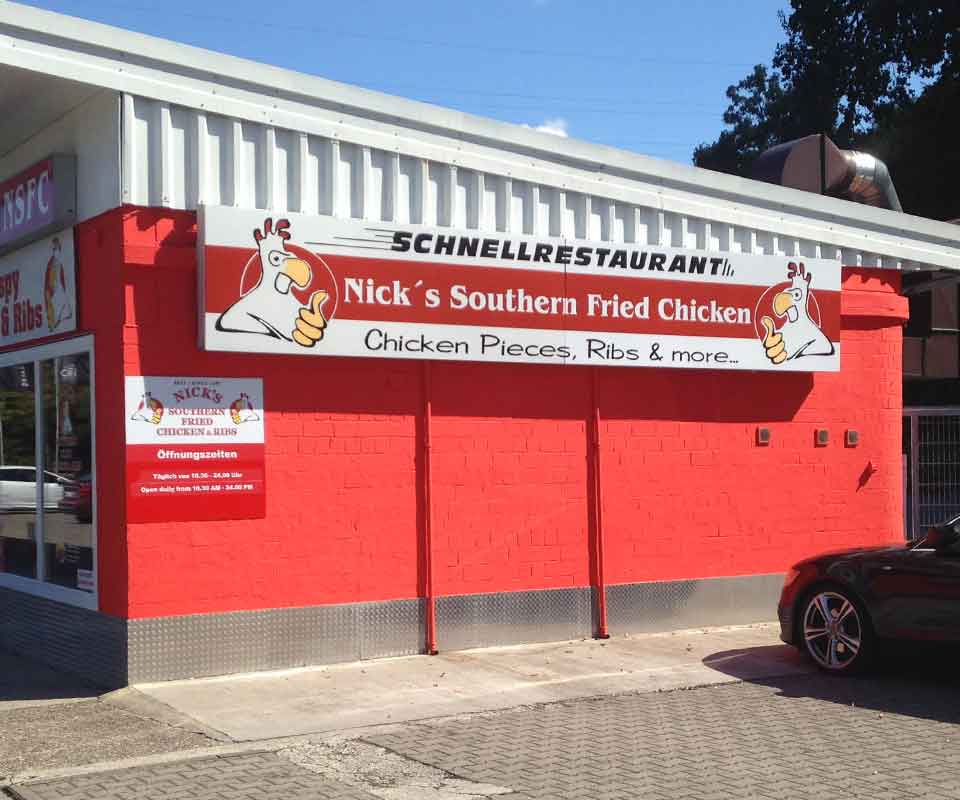 NSFC
& Ribs
SCHNELLRESTAURANT
Nick´s Southern Fried Chicken
Chicken Pieces, Ribs & more...
NICK'S
SOUTHERN
FRIED
CHICKEN & RIBS
Öffnungszeiten
Täglich von 10.30 - 24.00 Uhr
Open daily from 10.30 AM - 24.00 PM